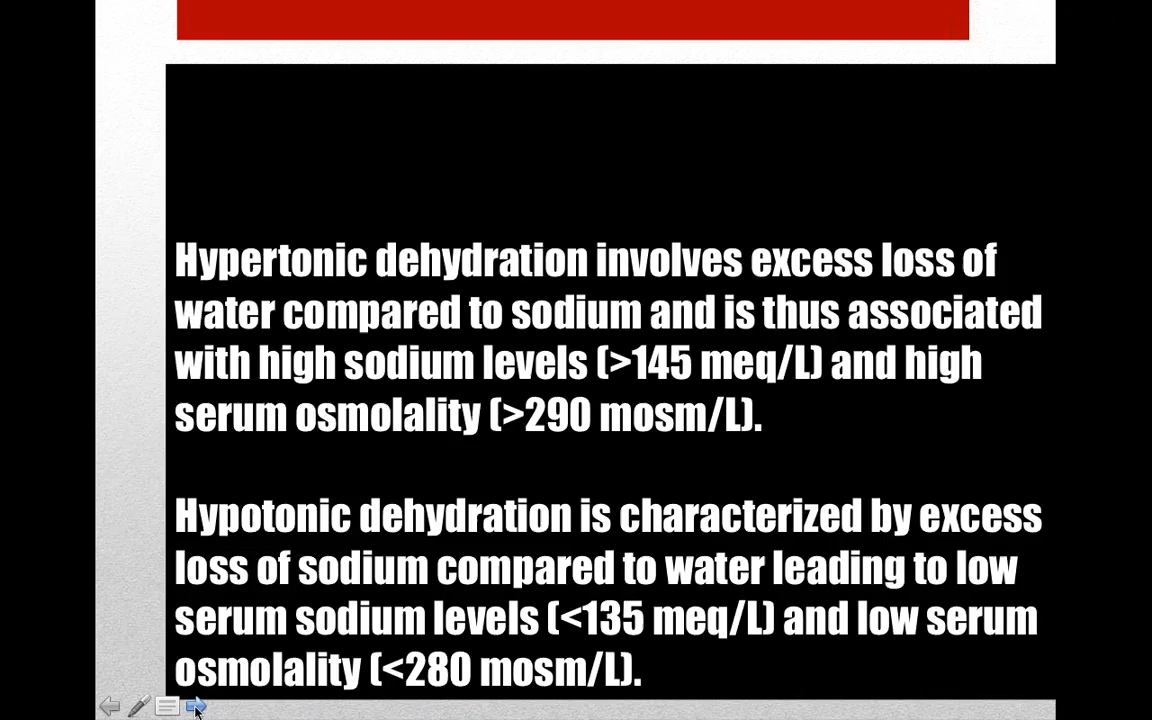 Hypertonic dehydration involves excess loss of
water compared to sodium and is thus associated
with high sodium levels (>145 meq/L) and high
serum osmolality (>290 mosm/L).
Hypotonic dehydration is characterized by excess
loss of sodium compared to water leading to low
serum sodium levels (<135 meq/L) and low serum
osmolality (<280 mosm/L).